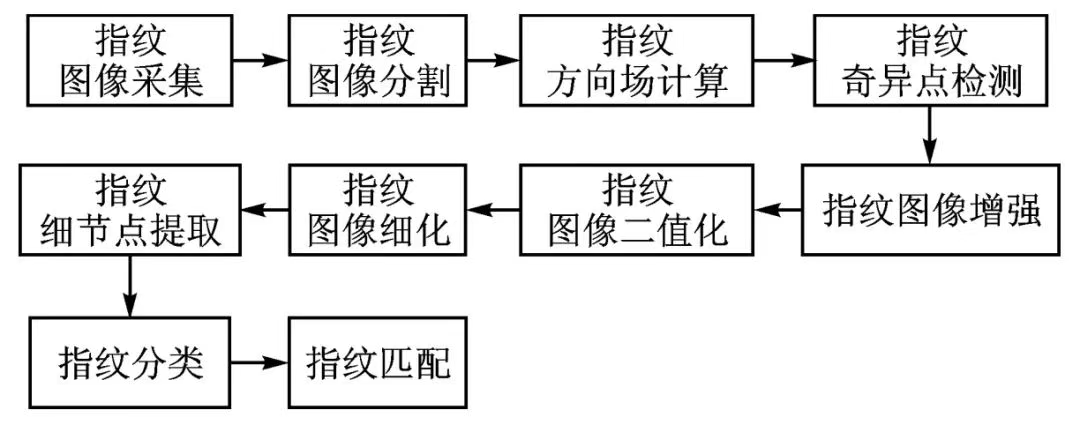 指纹
图像采集
指纹
图像分割
指纹
方向场计算
指纹
奇异点检测
指纹图像增强
指纹
图像二值化
指纹
图像细化
指纹
细节点提取
指纹分类
指纹匹配